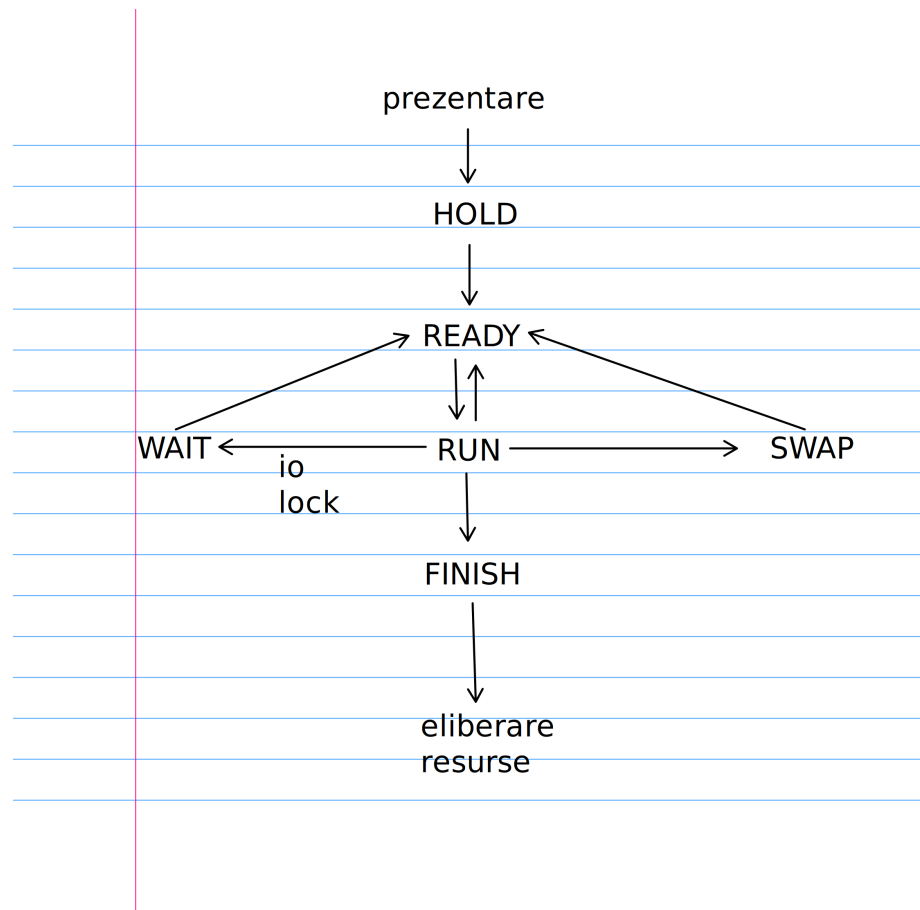 prezentare
HOLD
READY
WAIT
RUN
SWAP
io
lock
FINISH
eliberare
resurse